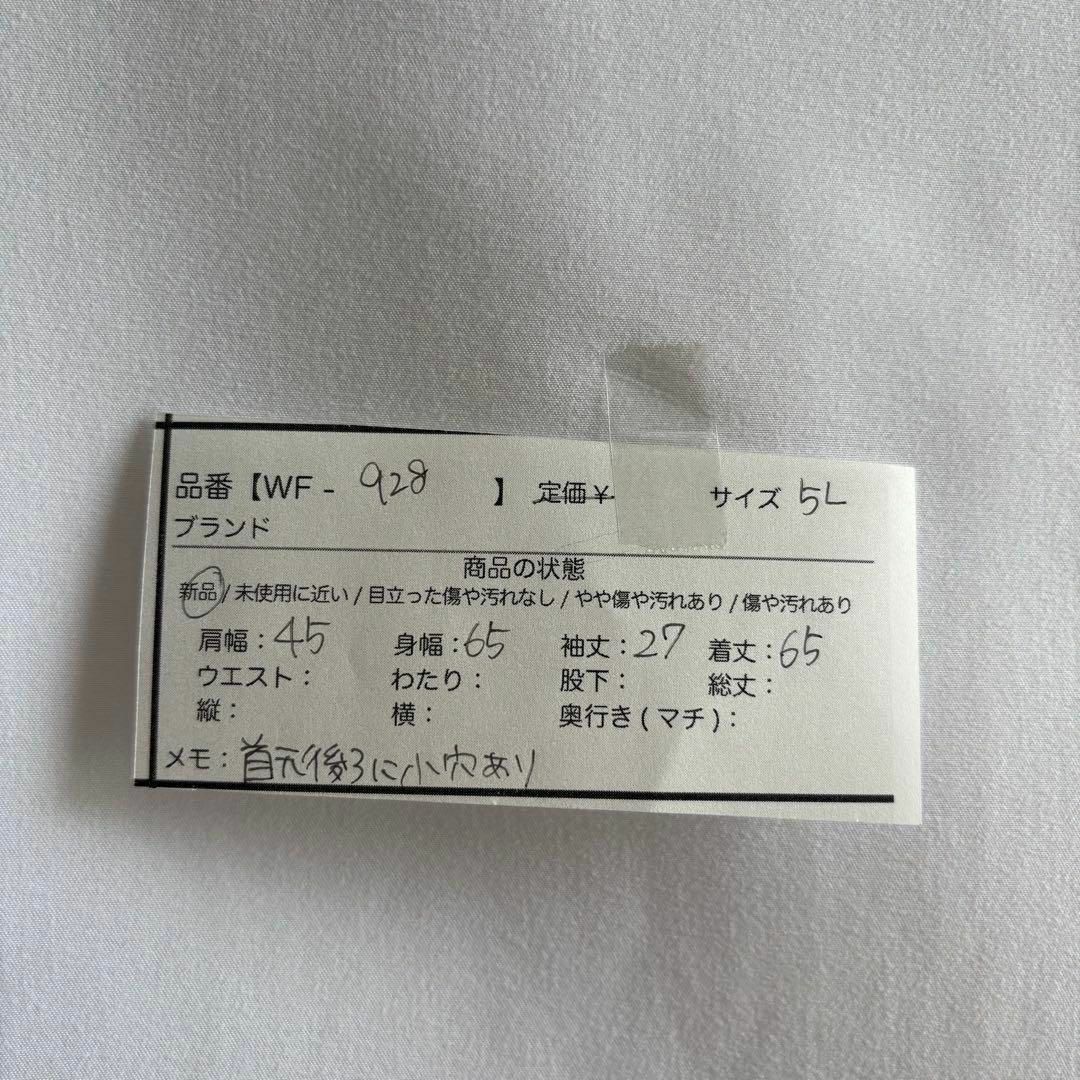 品番【WF - 928 】 定価¥ サイズ 5L
ブランド
商品の状態
新品 / 未使用に近い / 目立った傷や汚れなし / やや傷や汚れあり / 傷や汚れあり
肩幅：45 身幅：65 袖丈：27 着丈：65
ウエスト： わたり： 股下： 総丈：
縦： 横： 奥行き ( マチ )：
メモ：首元後ろに小穴あり